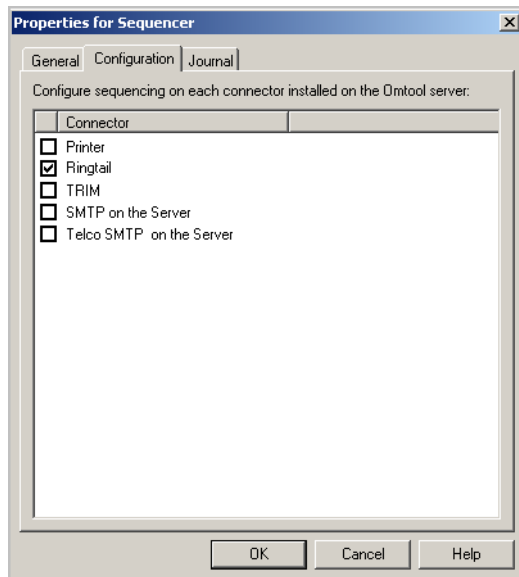 Properties for Sequencer
General Configuration Journal
Configure sequencing on each connector installed on the Omtool server:
Connector
Printer
Ringtail
TRIM
SMTP on the Server
Telco SMTP on the Server
OK Cancel Help